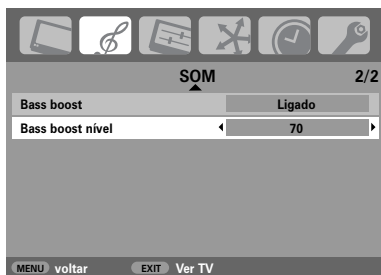 SOM 2/2
Bass boost Ligado
Bass boost nível 70
MENU voltar EXIT Ver TV